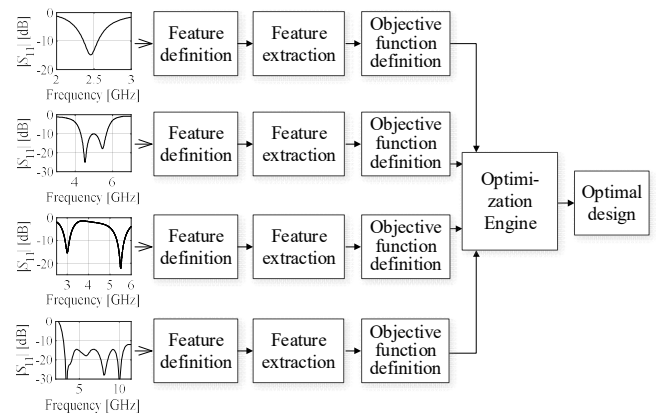 0
-10
-20
|S11| [dB]
2
2.5
3
Frequency [GHz]
Feature
definition
Feature
extraction
Objective
function
definition
0
-10
-20
-30
|S11| [dB]
4
6
Frequency [GHz]
Feature
definition
Feature
extraction
Objective
function
definition
Optimi-
zation
Engine
Optimal
design
0
-10
-20
|S11| [dB]
3
4
5
6
Frequency [GHz]
Feature
definition
Feature
extraction
Objective
function
definition
0
-10
-20
-30
|S11| [dB]
5
10
Frequency [GHz]
Feature
definition
Feature
extraction
Objective
function
definition